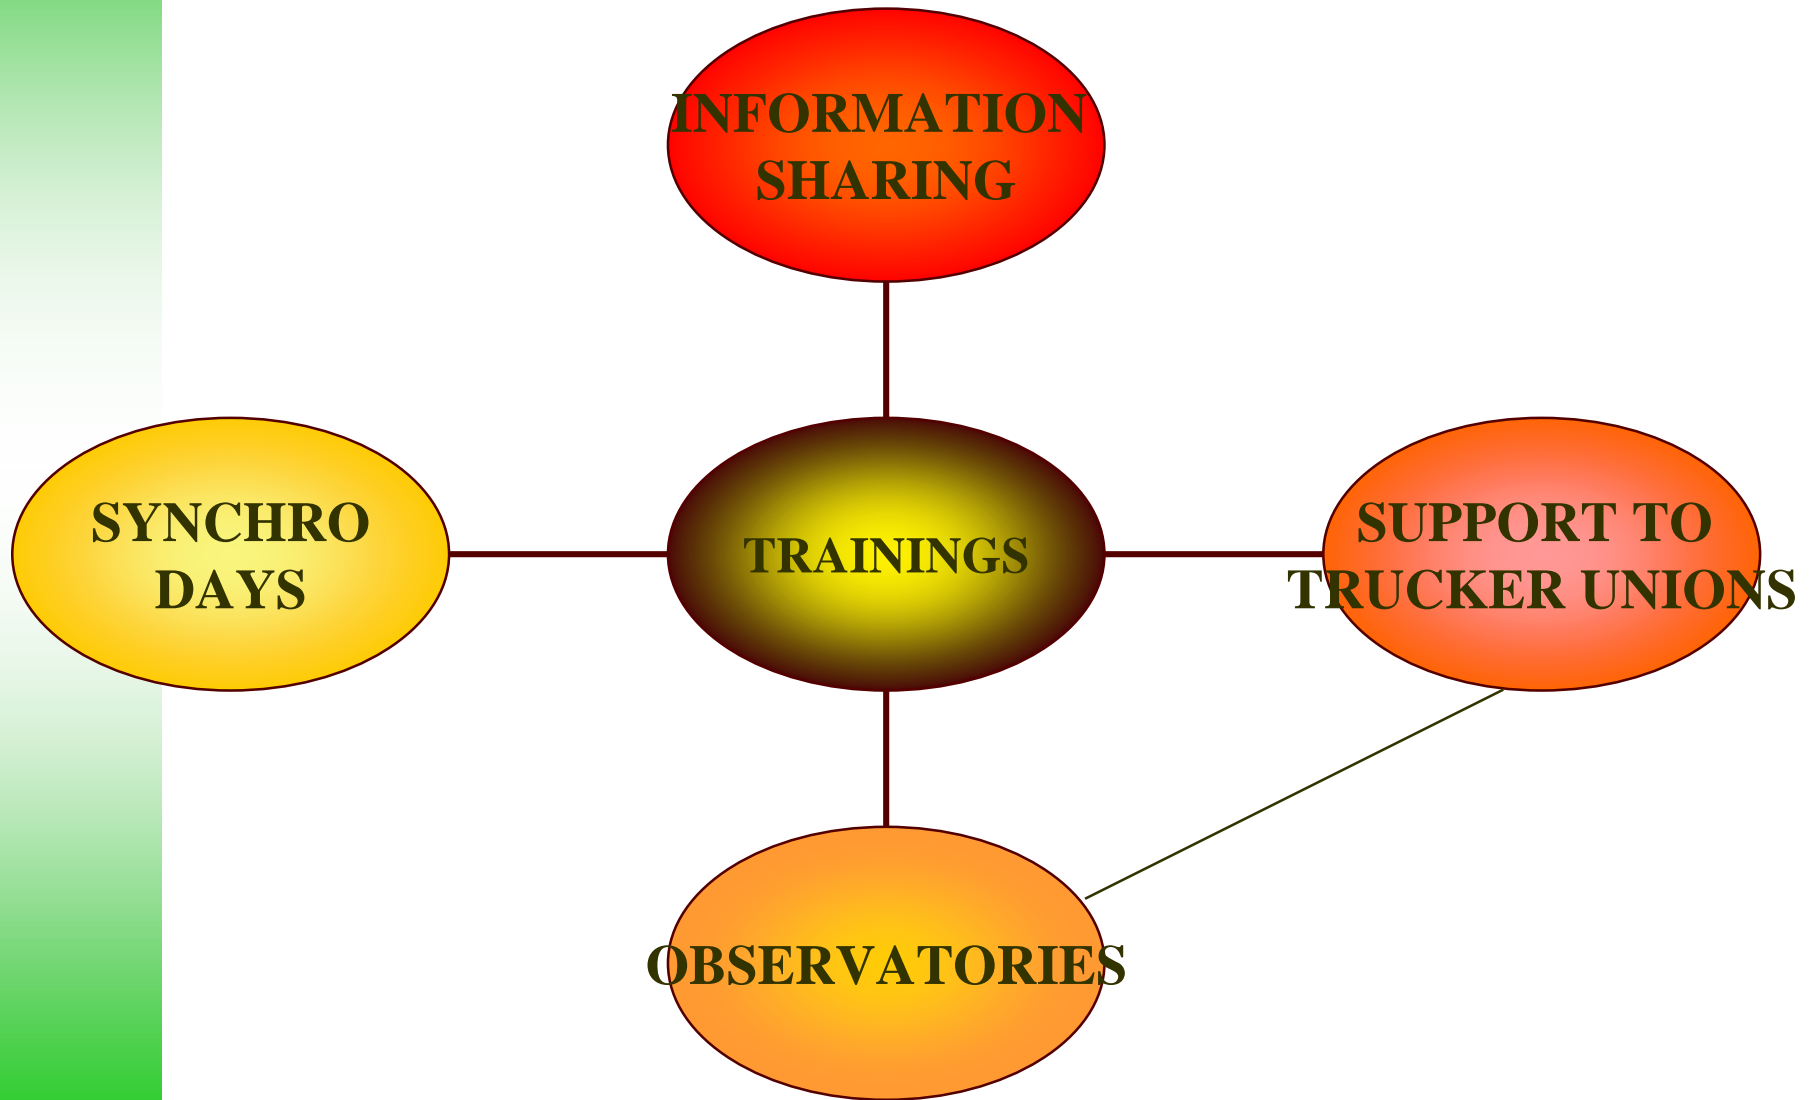 INFORMATION
SHARING
SYNCHRO
DAYS
TRAININGS
SUPPORT TO
TRUCKER UNIONS
OBSERVATORIES